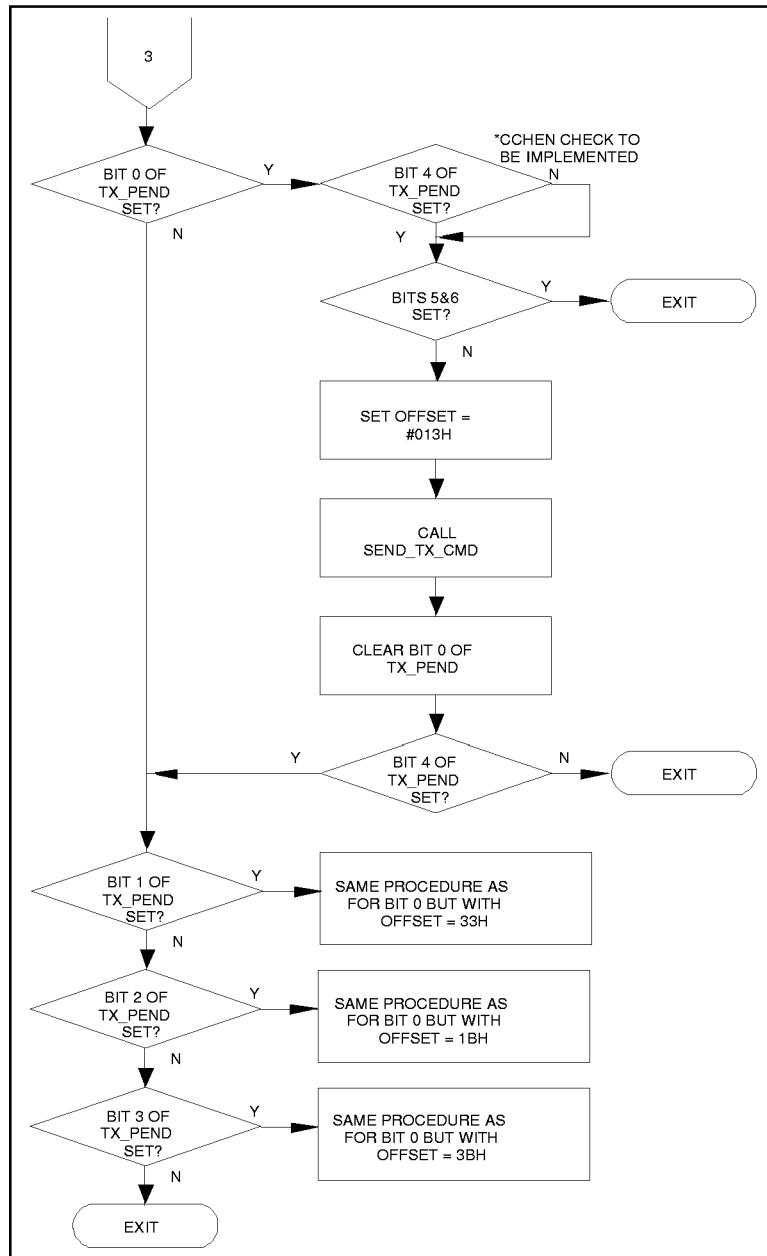 3
*CCHEN CHECK TO
BE IMPLEMENTED
BIT 0 OF
TX_PEND
SET?
Y
N
BIT 4 OF
TX_PEND
SET?
N
Y
BITS 5&6
SET?
Y
N
EXIT
SET OFFSET =
#013H
CALL
SEND_TX_CMD
CLEAR BIT 0 OF
TX_PEND
BIT 4 OF
TX_PEND
SET?
Y
N
EXIT
BIT 1 OF
TX_PEND
SET?
Y
N
SAME PROCEDURE AS
FOR BIT 0 BUT WITH
OFFSET = 33H
BIT 2 OF
TX_PEND
SET?
Y
N
SAME PROCEDURE AS
FOR BIT 0 BUT WITH
OFFSET = 1BH
BIT 3 OF
TX_PEND
SET?
Y
N
SAME PROCEDURE AS
FOR BIT 0 BUT WITH
OFFSET = 3BH
EXIT